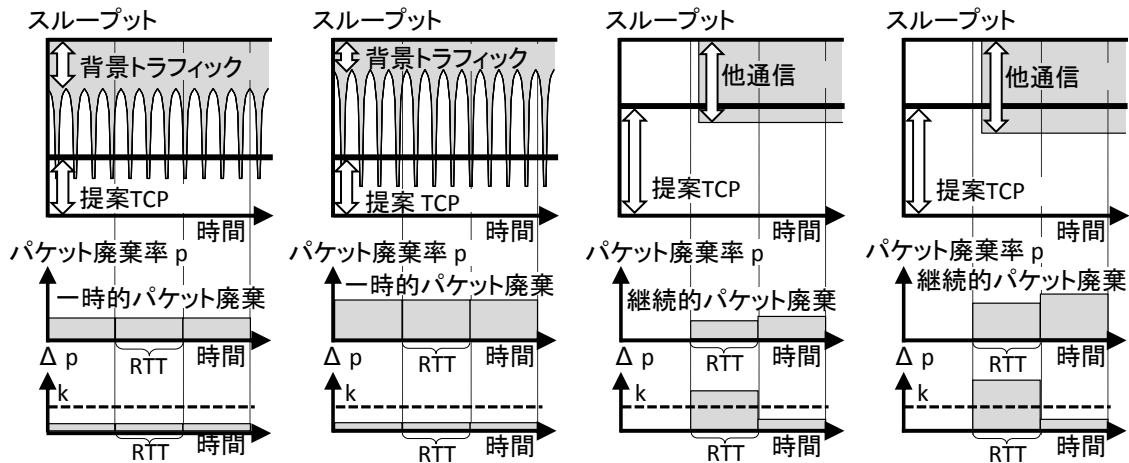 スループット
背景トラフィック
提案TCP
時間
パケット廃棄率 p
一時的パケット廃棄
RTT
時間
Δ p
k
時間
RTT
スループット
背景トラフィック
提案 TCP
時間
パケット廃棄率 p
一時的パケット廃棄
RTT
時間
Δ p
k
時間
RTT
スループット
他通信
提案TCP
時間
パケット廃棄率 p
継続的パケット廃棄
RTT
時間
Δ p
k
時間
RTT
スループット
他通信
提案TCP
時間
パケット廃棄率 p
継続的パケット廃棄
RTT
時間
Δ p
k
時間
RTT